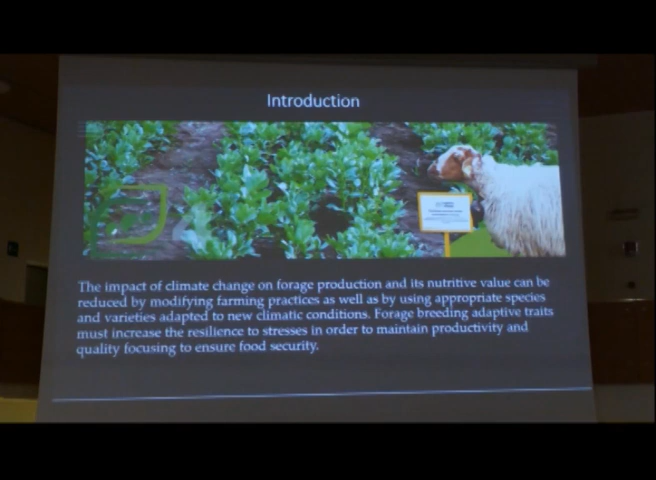 Introduction
The impact of climate change on forage production and its nutritive value can be
reduced by modifying farming practices as well as by using appropriate species
and varieties adapted to new climatic conditions. Forage breeding adaptive traits
must increase the resilience to stresses in order to maintain productivity and
quality focusing to ensure food security.